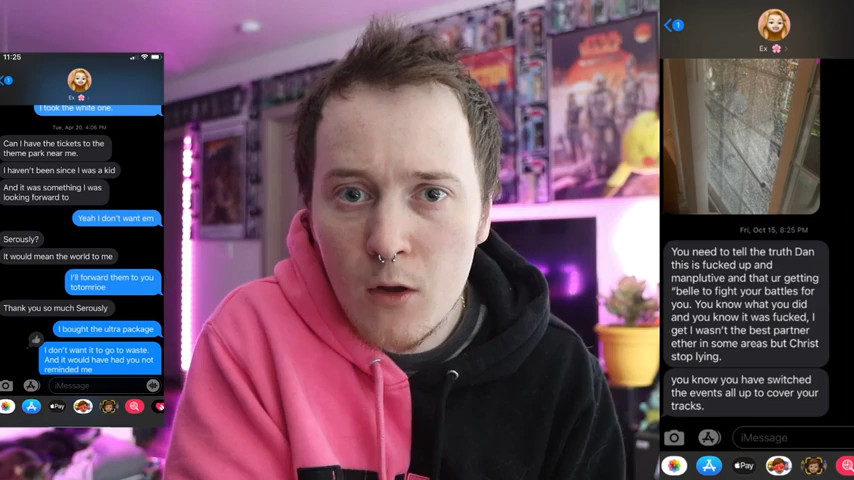 11:25
1
Ex
I took the white one.
Tue, Apr 20, 4:06 PM
Can I have the tickets to the
theme park near me.
I haven't been since I was a kid
And it was something I was
looking forward to
Yeah I don't want em
Serously?
It would mean the world to me
I'll forward them to you
totomrioe
Thank you so much Serously
I bought the ultra package
I don't want it to go to waste.
And it would have had you not
reminded me
iMessage
Pay
1
Ex
Fri, Oct 15, 8:25 PM
You need to tell the truth Dan
this is fucked up and
manplutive and that ur getting
"belle to fight your battles for
you. You know what you did
and you know it was fucked, I
get I wasn't the best partner
ether in some areas but Christ
stop lying.
you know you have switched
the events all up to cover your
tracks.
iMessage
Pay